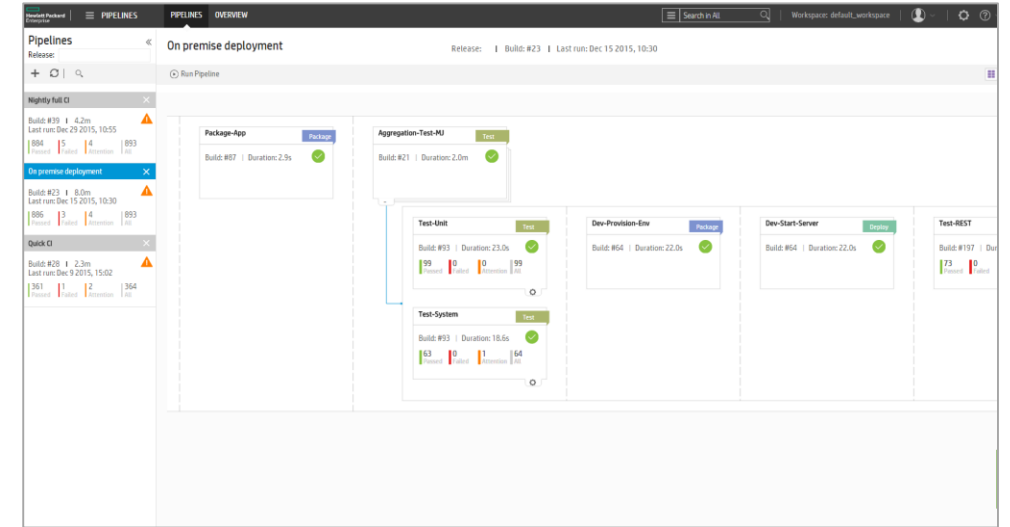 Hewlett Packard
Enterprise
PIPELINES
PIPELINES OVERVIEW
Search in All
Workspace: default_workspace
Pipelines
Release:
On premise deployment
Release: | Build: #23 | Last run: Dec 15 2015, 10:30
Run Pipeline
Nightly full CI
Build: #39 | 4.2m
Last run: Dec 29 2015, 10:55
884 5 4 893
Passed Failed Attention All
On premise deployment
Build: #23 | 8.0m
Last run: Dec 15 2015, 10:30
886 3 4 893
Passed Failed Attention All
Quick CI
Build: #28 | 2.3m
Last run: Dec 9 2015, 15:02
361 1 2 364
Passed Failed Attention All
Package-App
Package
Build: #87 | Duration: 2.9s
Aggregation-Test-MJ
Test
Build: #21 | Duration: 2.0m
Test-Unit
Test
Build: #93 | Duration: 23.0s
99 0 0 99
Passed Failed Attention All
Dev-Provision-Env
Package
Build: #64 | Duration: 22.0s
Dev-Start-Server
Deploy
Build: #64 | Duration: 22.0s
Test-REST
Build: #197 | Dur
73 0
Passed Failed
Test-System
Test
Build: #93 | Duration: 18.6s
63 0 1 64
Passed Failed Attention All